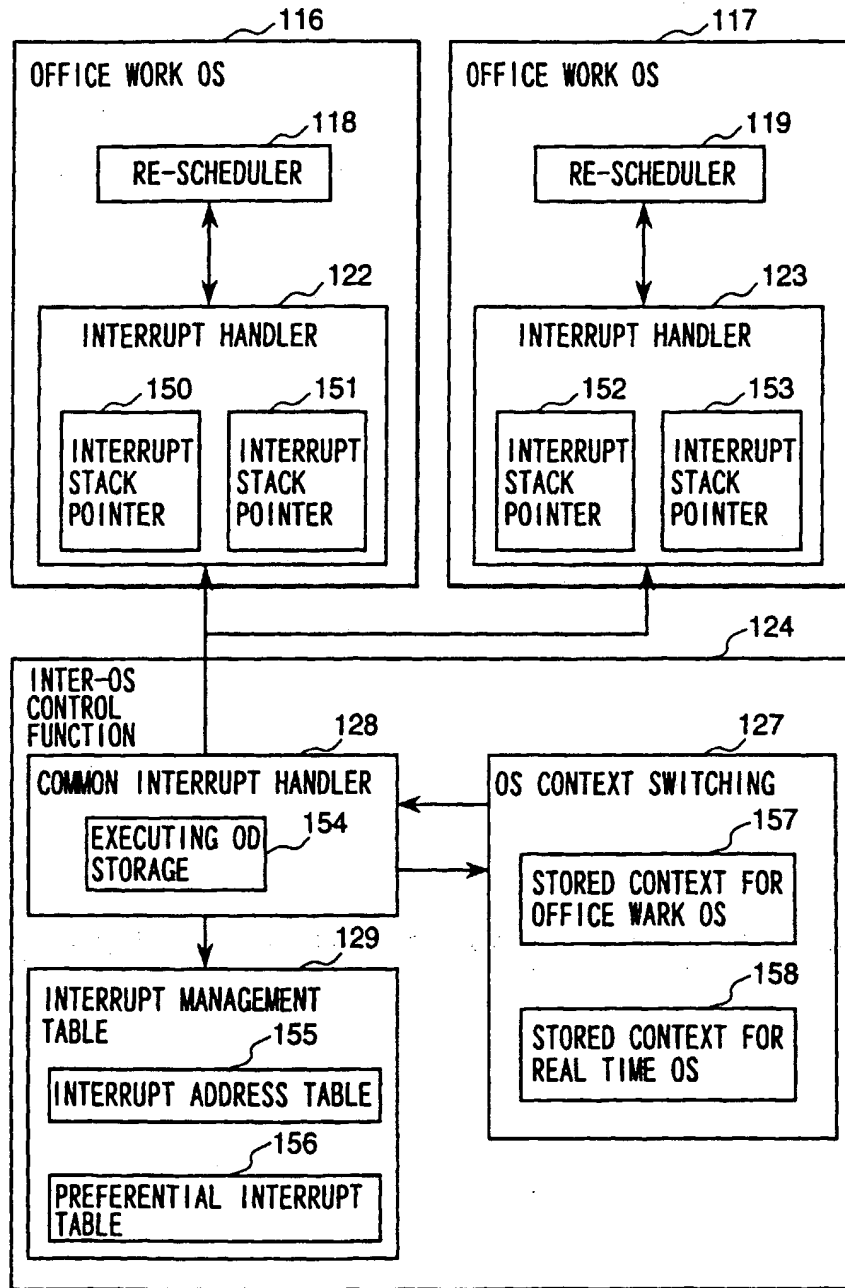 116
OFFICE WORK OS
118
RE-SCHEDULER
122
INTERRUPT HANDLER
150
INTERRUPT
STACK
POINTER
151
INTERRUPT
STACK
POINTER
117
OFFICE WORK OS
119
RE-SCHEDULER
123
INTERRUPT HANDLER
152
INTERRUPT
STACK
POINTER
153
INTERRUPT
STACK
POINTER
124
INTER-OS
CONTROL
FUNCTION
128
COMMON INTERRUPT HANDLER
EXECUTING OD
STORAGE
154
127
OS CONTEXT SWITCHING
157
STORED CONTEXT FOR
OFFICE WARK OS
158
STORED CONTEXT FOR
REAL TIME OS
129
INTERRUPT MANAGEMENT
TABLE
155
INTERRUPT ADDRESS TABLE
156
PREFERENTIAL INTERRUPT
TABLE